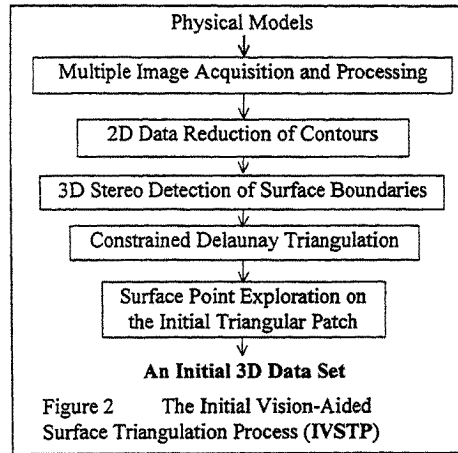 Physical Models
Multiple Image Acquisition and Processing
2D Data Reduction of Contours
3D Stereo Detection of Surface Boundaries
Constrained Delaunay Triangulation
Surface Point Exploration on
the Initial Triangular Patch
An Initial 3D Data Set
Figure 2 The Initial Vision-Aided
Surface Triangulation Process (IVSTP)